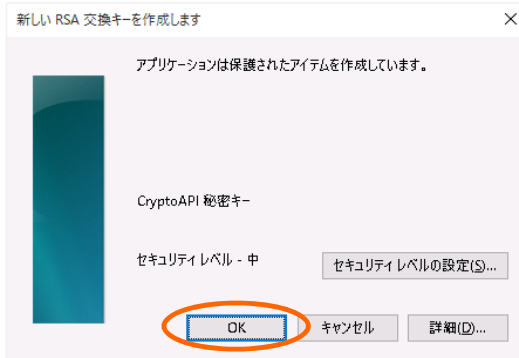 新しい RSA 交換キーを作成します
アプリケーションは保護されたアイテムを作成しています。
CryptoAPI 秘密キー
セキュリティ レベル - 中
セキュリティ レベルの設定(S)...
OK
キャンセル
詳細(D)...